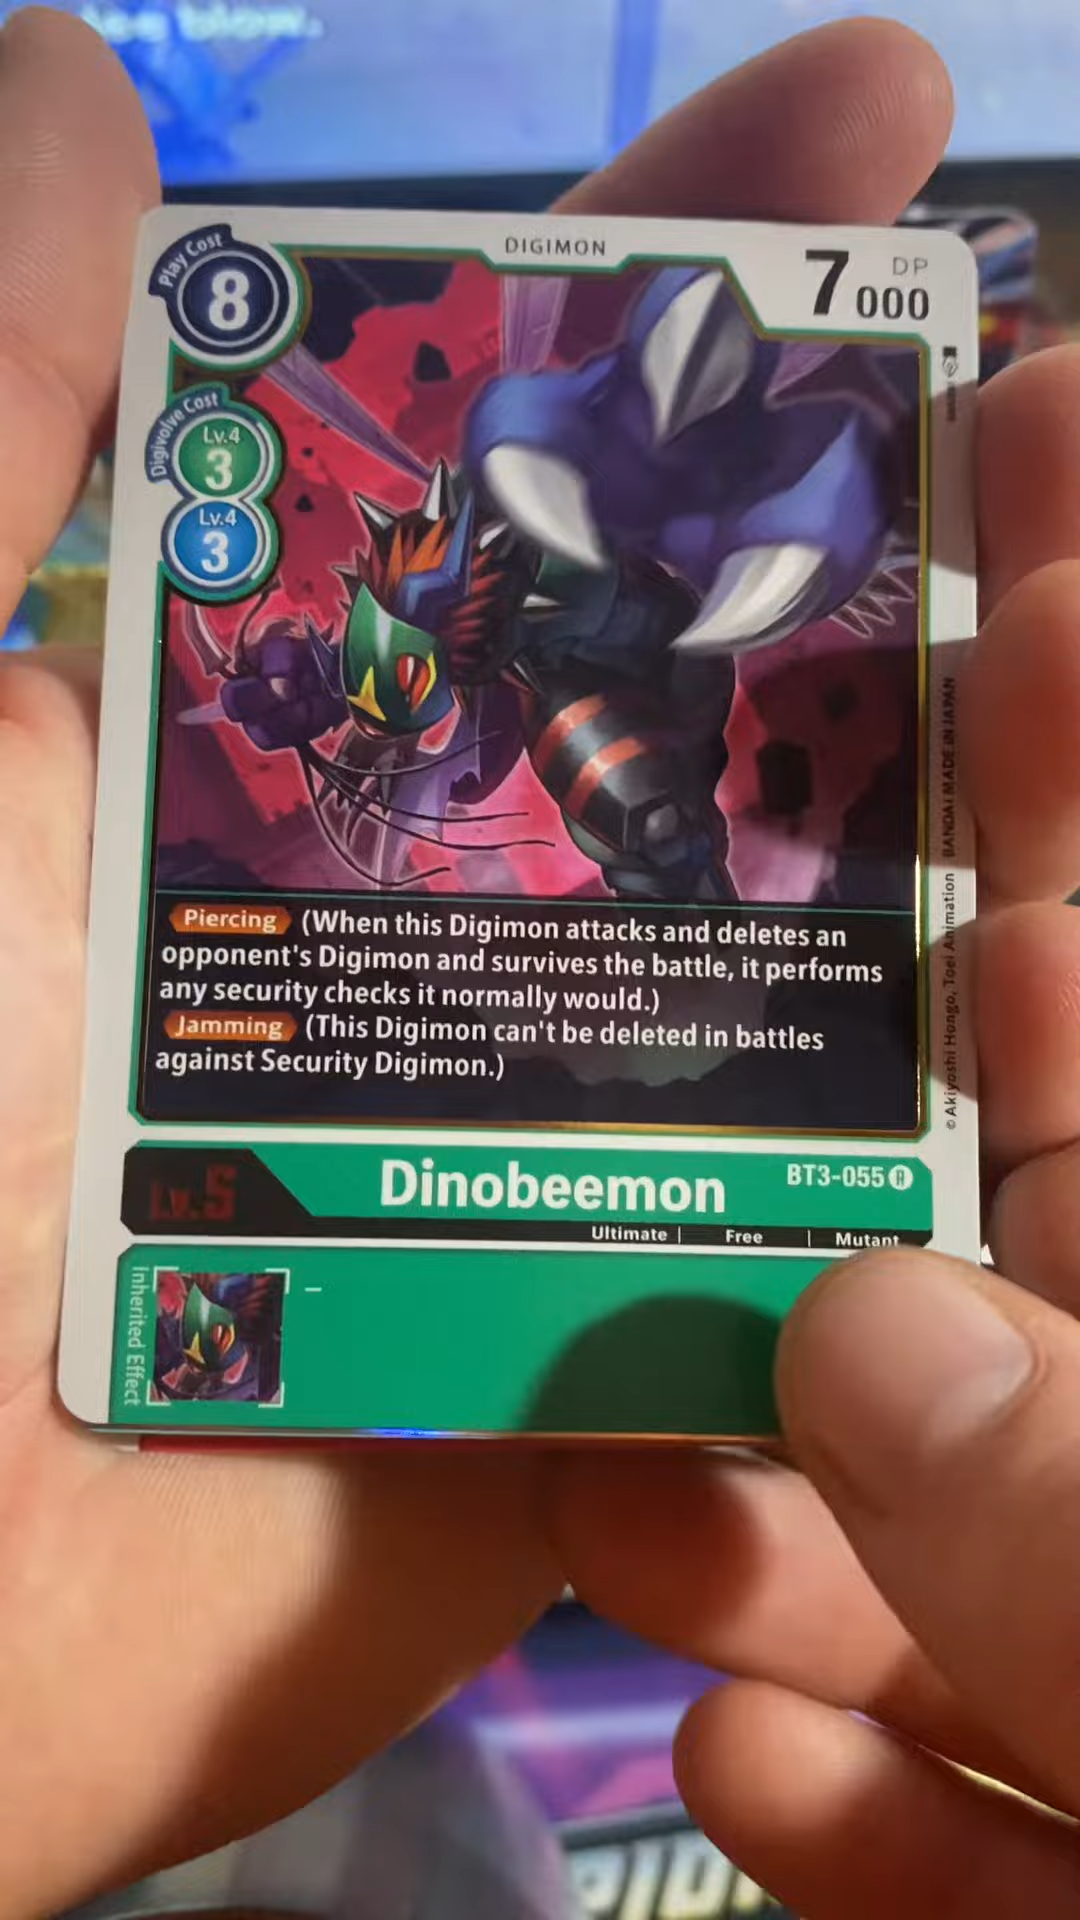 blow.
DIGIMON
Play Cost
8
7000
DP
Digivolve Cost
Lv.4
3
Lv.4
3
Piercing (When this Digimon attacks and deletes an
opponent's Digimon and survives the battle, it performs
any security checks it normally would.)
Jamming (This Digimon can't be deleted in battles
against Security Digimon.)
© Akiyoshi Hongo, Toei Animation BANDAI MADE IN JAPAN
Lv.5
Dinobeemon
BT3-055 R
Ultimate | Free | Mutant
Inherited Effect
-